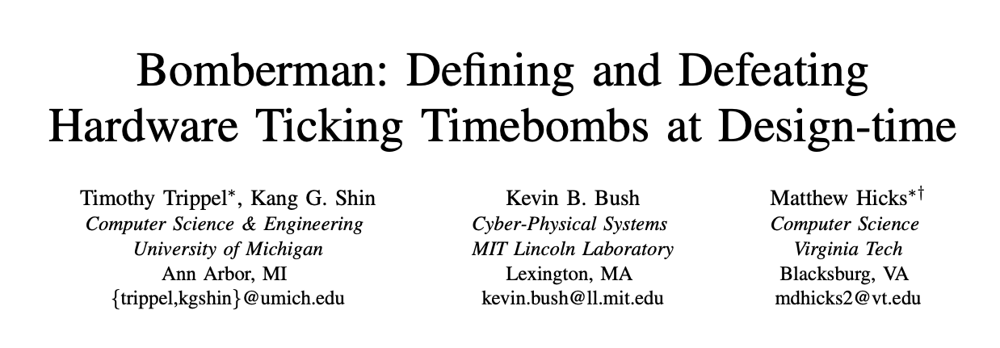 Bomberman: Defining and Defeating
Hardware Ticking Timebombs at Design-time
Timothy Trippel*, Kang G. Shin
Computer Science & Engineering
University of Michigan
Ann Arbor, MI
{trippel,kgshin}@umich.edu
Kevin B. Bush
Cyber-Physical Systems
MIT Lincoln Laboratory
Lexington, MA
kevin.bush@ll.mit.edu
Matthew Hicks*†
Computer Science
Virginia Tech
Blacksburg, VA
mdhicks2@vt.edu